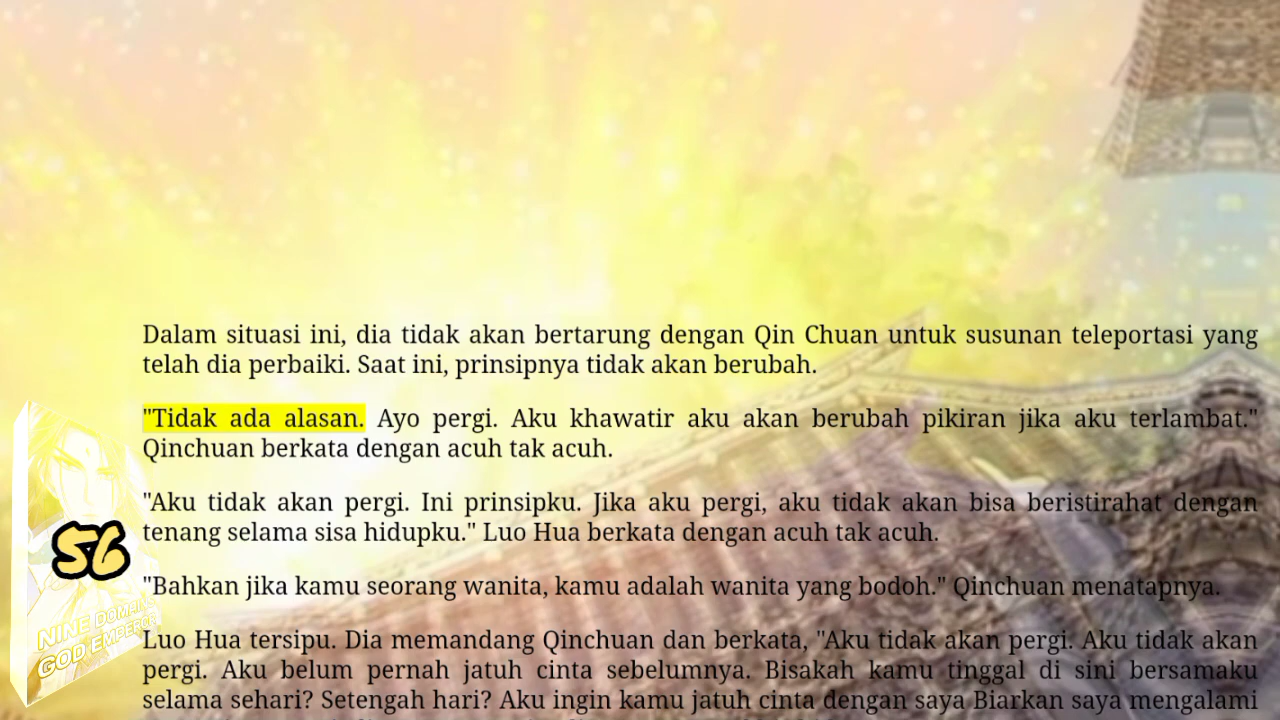 Dalam situasi ini, dia tidak akan bertarung dengan Qin Chuan untuk susunan teleportasi yang
telah dia perbaiki. Saat ini, prinsipnya tidak akan berubah.
"Tidak ada alasan. Ayo pergi. Aku khawatir aku akan berubah pikiran jika aku terlambat."
Qinchuan berkata dengan acuh tak acuh.
"Aku tidak akan pergi. Ini prinsipku. Jika aku pergi, aku tidak akan bisa beristirahat dengan
tenang selama sisa hidupku." Luo Hua berkata dengan acuh tak acuh.
"Bahkan jika kamu seorang wanita, kamu adalah wanita yang bodoh." Qinchuan menatapnya.
Luo Hua tersipu. Dia memandang Qinchuan dan berkata, "Aku tidak akan pergi. Aku tidak akan
pergi. Aku belum pernah jatuh cinta sebelumnya. Bisakah kamu tinggal di sini bersamaku
selama sehari? Setengah hari? Aku ingin kamu jatuh cinta dengan saya Biarkan saya mengalami
56
NINE DOMAINS
GOD EMPEROR